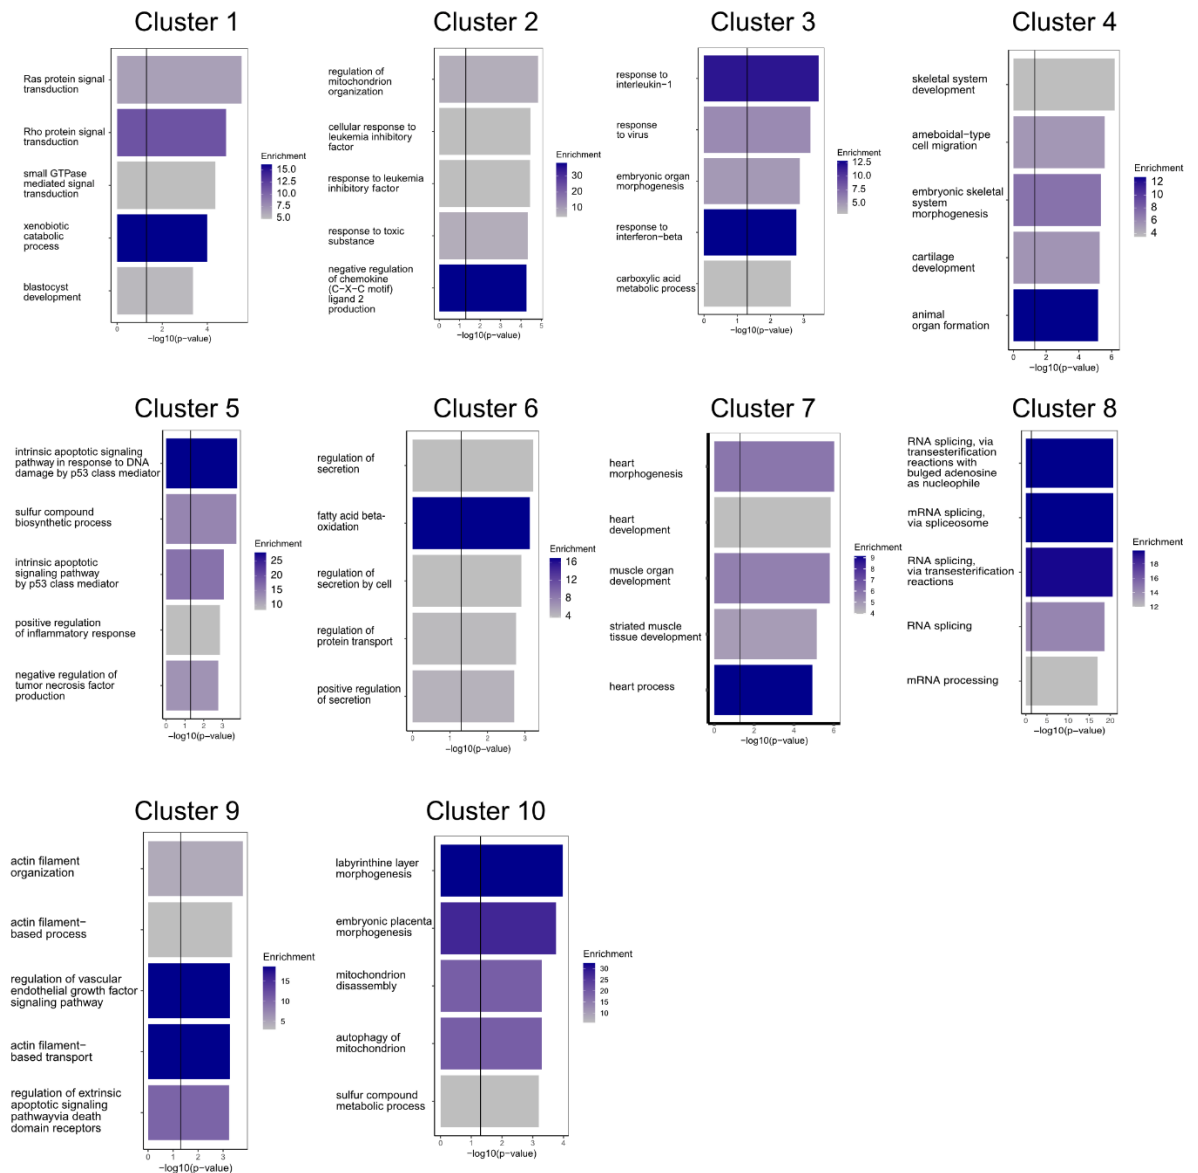 Cluster 1
Ras protein signal
transduction
Rho protein signal
transduction
small GTPase
mediated signal
transduction
xenobiotic
catabolic
process
blastocyst
development
0 2 4
−log10(p−value)
Enrichment
15.0
12.5
10.0
7.5
5.0
Cluster 2
regulation of
mitochondrion
organization
cellular response to
leukemia inhibitory
factor
response to leukemia
inhibitory factor
response to toxic
substance
negative regulation
of chemokine
(C−X−C motif)
ligand 2
production
0 1 2 3 4 5
−log10(p−value)
Enrichment
30
20
10
Cluster 3
response to
interleukin−1
response
to virus
embryonic organ
morphogenesis
response to
interferon−beta
carboxylic acid
metabolic process
0 1 2 3
−log10(p−value)
Enrichment
12.5
10.0
7.5
5.0
Cluster 4
skeletal system
development
ameboidal-type
cell migration
embryonic skeletal
system
morphogenesis
cartilage
development
animal
organ formation
0 2 4 6
−log10(p−value)
Enrichment
12
10
8
6
4
Cluster 5
intrinsic apoptotic signaling
pathway in response to DNA
damage by p53 class mediator
sulfur compound
biosynthetic process
intrinsic apoptotic
signaling pathway
by p53 class mediator
positive regulation
of inflammatory response
negative regulation of
tumor necrosis factor
production
0 1 2 3
−log10(p−value)
Enrichment
25
20
15
10
Cluster 6
regulation of
secretion
fatty acid beta-
oxidation
regulation of
secretion by cell
regulation of
protein transport
positive regulation
of secretion
0 1 2 3
−log10(p−value)
Enrichment
16
12
8
4
Cluster 7
heart
morphogenesis
heart
development
muscle organ
development
striated muscle
tissue development
heart process
0 2 4 6
−log10(p−value)
Enrichment
9
8
7
6
5
4
Cluster 8
RNA splicing, via
transesterification
reactions with
bulged adenosine
as nucleophile
mRNA splicing,
via spliceosome
RNA splicing,
via transesterification
reactions
RNA splicing
mRNA processing
0 5 10 15 20
−log10(p−value)
Enrichment
18
16
14
12
Cluster 9
actin filament
organization
actin filament−
based process
regulation of vascular
endothelial growth factor
signaling pathway
actin filament−
based transport
regulation of extrinsic
apoptotic signaling
pathwayvia death
domain receptors
0 1 2 3
−log10(p−value)
Enrichment
15
10
5
Cluster 10
labyrinthine layer
morphogenesis
embryonic placenta
morphogenesis
mitochondrion
disassembly
autophagy of
mitochondrion
sulfur compound
metabolic process
0 1 2 3 4
−log10(p−value)
Enrichment
30
25
20
15
10